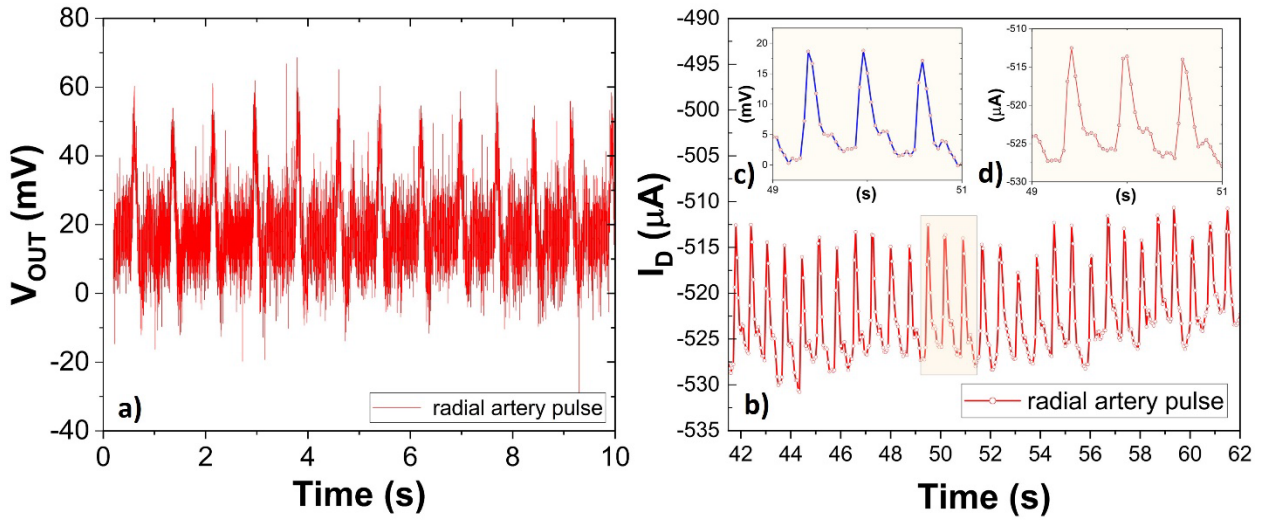 80
60
40
20
0
-20
-40
V_OUT (mV)
0 2 4 6 8 10
Time (s)
a)
radial artery pulse
-490
-495
-500
-505
-510
-515
-520
-525
-530
-535
I_D (μA)
42 44 46 48 50 52 54 56 58 60 62
Time (s)
b)
radial artery pulse
20
15
10
5
0
(mV)
49 51
(s)
c)
-510
-520
-530
(μA)
49 51
(s)
d)